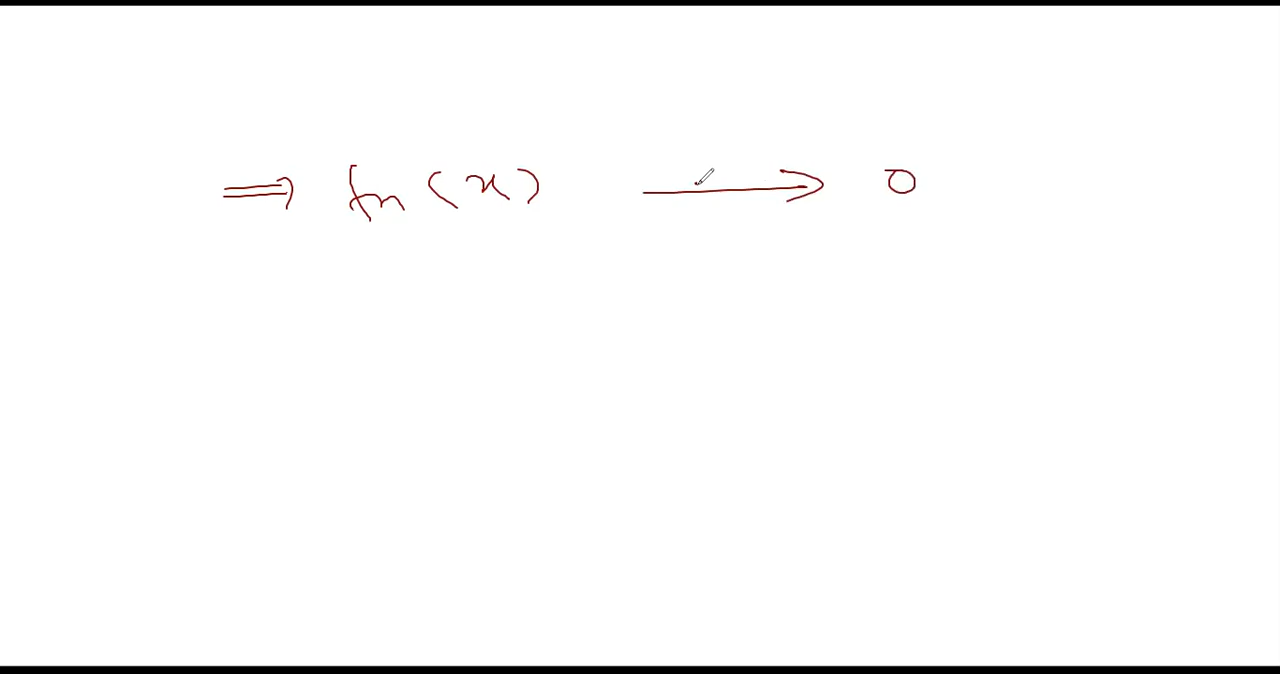 ⇒ fn(x) ⟶ 0